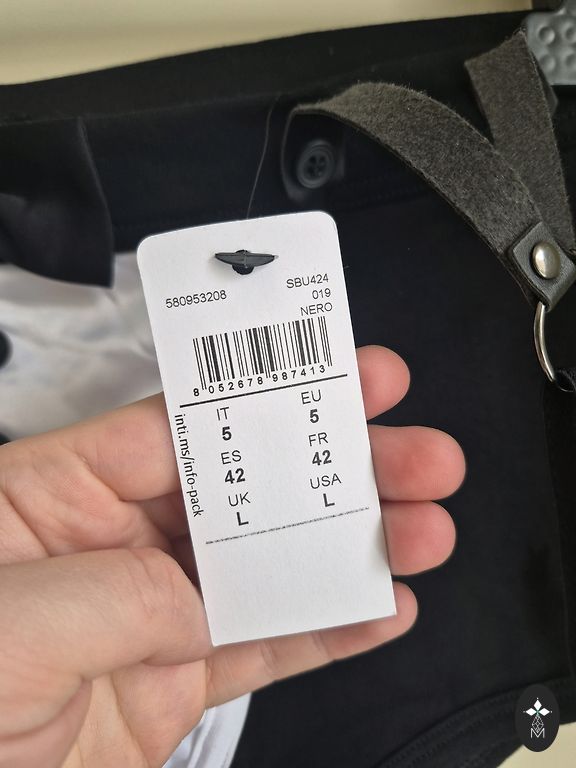 580953208
SBU424
019
NERO
8 052678 987413
IT EU
5 5
ES FR
42 42
UK USA
L L
inti.ms/info-pack
M